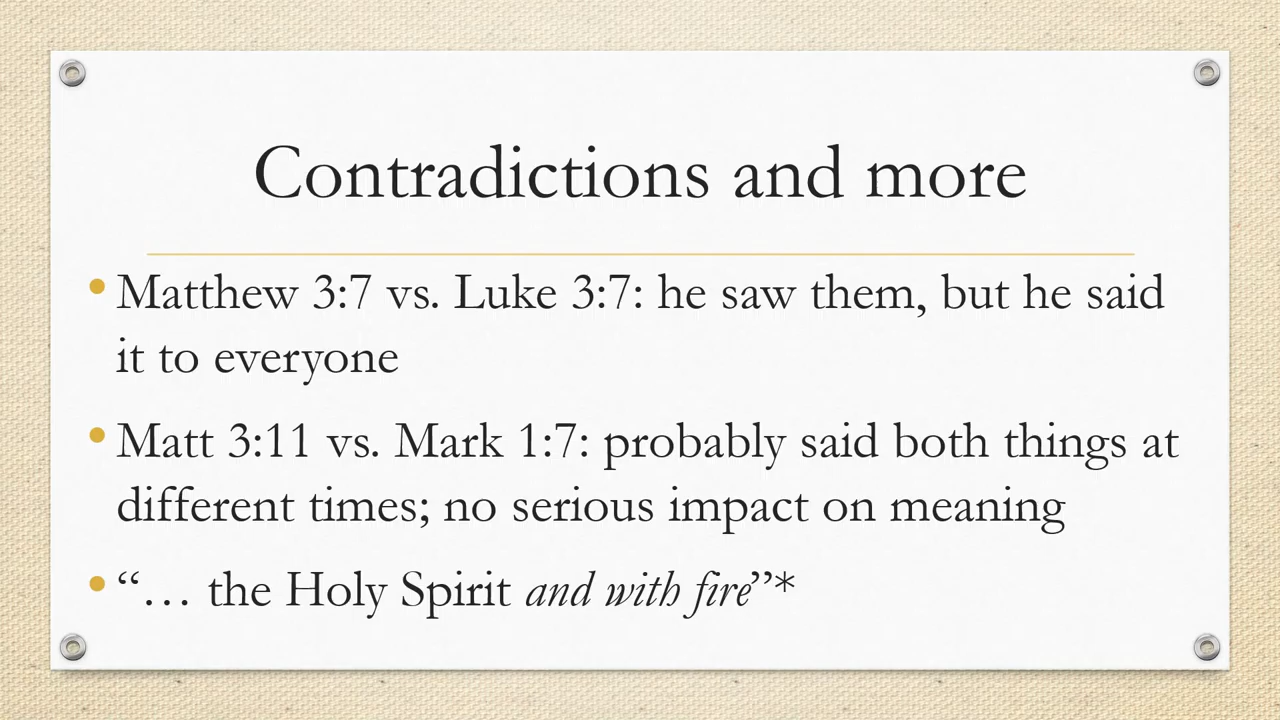 Contradictions and more
• Matthew 3:7 vs. Luke 3:7: he saw them, but he said
it to everyone
• Matt 3:11 vs. Mark 1:7: probably said both things at
different times; no serious impact on meaning
• “… the Holy Spirit and with fire”*